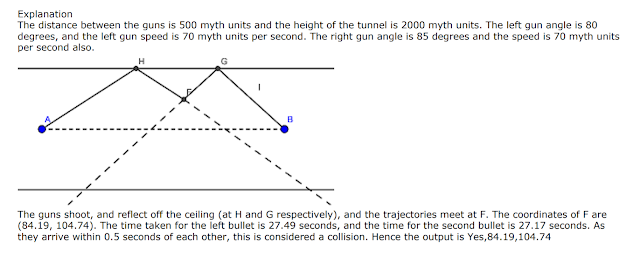 Explanation
The distance between the guns is 500 myth units and the height of the tunnel is 2000 myth units. The left gun angle is 80
degrees, and the left gun speed is 70 myth units per second. The right gun angle is 85 degrees and the speed is 70 myth units
per second also.
H G
F
I
A B
The guns shoot, and reflect off the ceiling (at H and G respectively), and the trajectories meet at F. The coordinates of F are
(84.19, 104.74). The time taken for the left bullet is 27.49 seconds, and the time for the second bullet is 27.17 seconds. As
they arrive within 0.5 seconds of each other, this is considered a collision. Hence the output is Yes,84.19,104.74